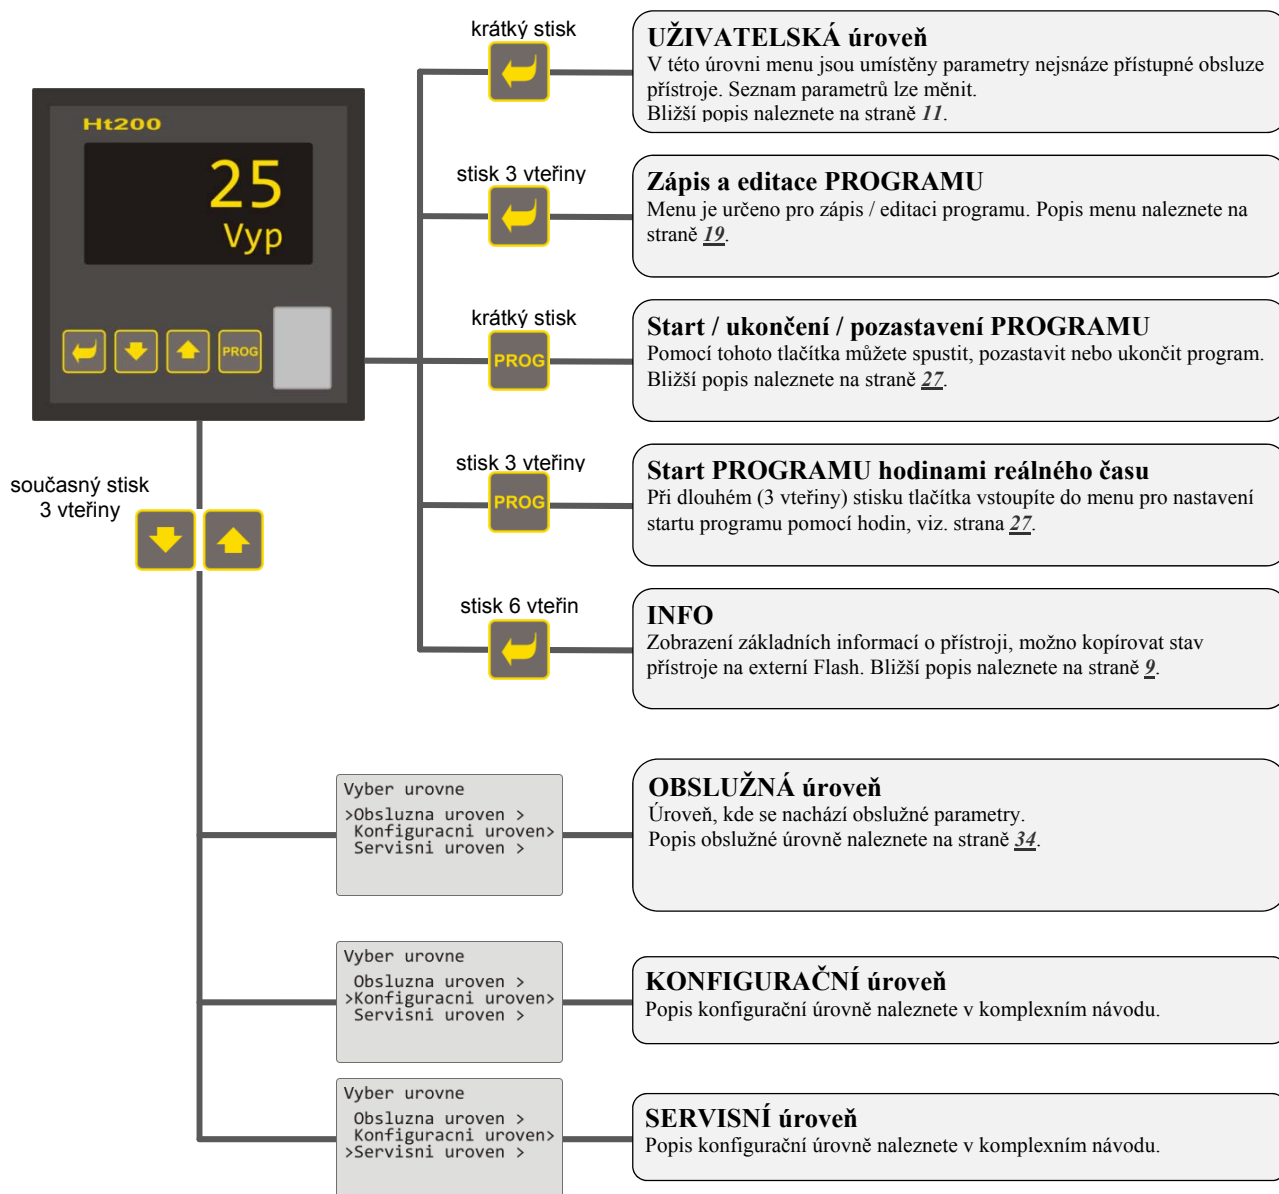 krátký stisk
UŽIVATELSKÁ úroveň
V této úrovni menu jsou umístěny parametry nejsnáze přístupné obsluze
přístroje. Seznam parametrů lze měnit.
Bližší popis naleznete na straně 11.
Ht200
25
Vyp
PROG
stisk 3 vteřiny
Zápis a editace PROGRAMU
Menu je určeno pro zápis / editaci programu. Popis menu naleznete na
straně 19.
krátký stisk
PROG
Start / ukončení / pozastavení PROGRAMU
Pomocí tohoto tlačítka můžete spustit, pozastavit nebo ukončit program.
Bližší popis naleznete na straně 27.
stisk 3 vteřiny
PROG
Start PROGRAMU hodinami reálného času
Při dlouhém (3 vteřiny) stisku tlačítka vstoupíte do menu pro nastavení
startu programu pomocí hodin, viz. strana 27.
současný stisk
3 vteřiny
stisk 6 vteřin
INFO
Zobrazení základních informací o přístroji, možno kopírovat stav
přístroje na externí Flash. Bližší popis naleznete na straně 9.
Vyber urovne
>Obsluzna uroven >
Konfiguracni uroven>
Servisni uroven >
OBSLUŽNÁ úroveň
Úroveň, kde se nachází obslužné parametry.
Popis obslužné úrovně naleznete na straně 34.
Vyber urovne
Obsluzna uroven >
>Konfiguracni uroven>
Servisni uroven >
KONFIGURAČNÍ úroveň
Popis konfigurační úrovně naleznete v komplexním návodu.
Vyber urovne
Obsluzna uroven >
Konfiguracni uroven>
>Servisni uroven >
SERVISNÍ úroveň
Popis konfigurační úrovně naleznete v komplexním návodu.